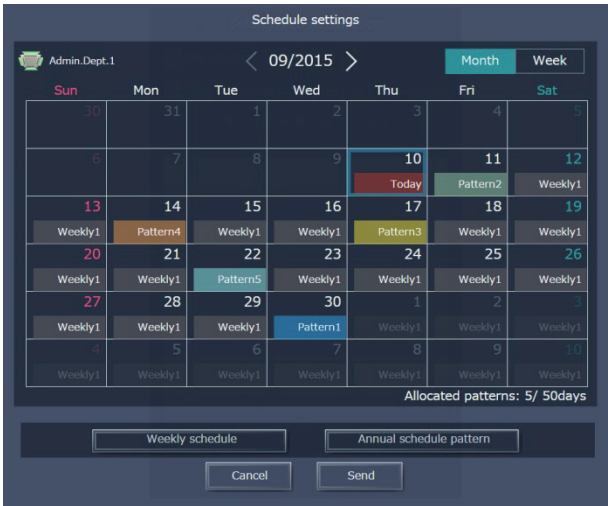 Schedule settings
Admin.Dept.1 < 09/2015 > Month Week
Sun Mon Tue Wed Thu Fri Sat
30 31 1 2 3 4 5
6 7 8 9 10 11 12
Today Pattern2 Weekly1
13 14 15 16 17 18 19
Weekly1 Pattern4 Weekly1 Weekly1 Pattern3 Weekly1 Weekly1
20 21 22 23 24 25 26
Weekly1 Weekly1 Pattern5 Weekly1 Weekly1 Weekly1 Weekly1
27 28 29 30 1 2 3
Weekly1 Weekly1 Weekly1 Pattern1 Weekly1 Weekly1 Weekly1
4 5 6 7 8 9 10
Weekly1 Weekly1 Weekly1 Weekly1 Weekly1 Weekly1 Weekly1
Allocated patterns: 5/ 50days
Weekly schedule Annual schedule pattern
Cancel Send